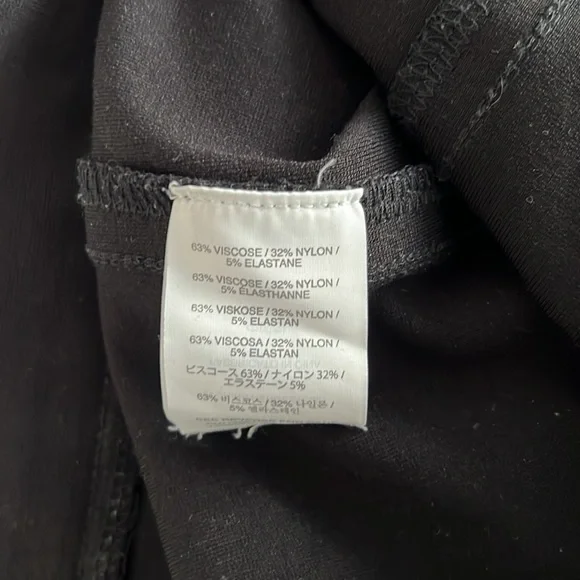 63% VISCOSE / 32% NYLON /
5% ELASTANE
63% VISCOSE / 32% NYLON /
5% ELASTHANNE
63% VISKOSE / 32% NYLON /
5% ELASTAN
63% VISCOSA / 32% NYLON /
5% ELASTAN
ビスコース 63% / ナイロン 32% /
エラステーン 5%
63% 비스코스 / 32% 나일론 /
5% 엘라스테인